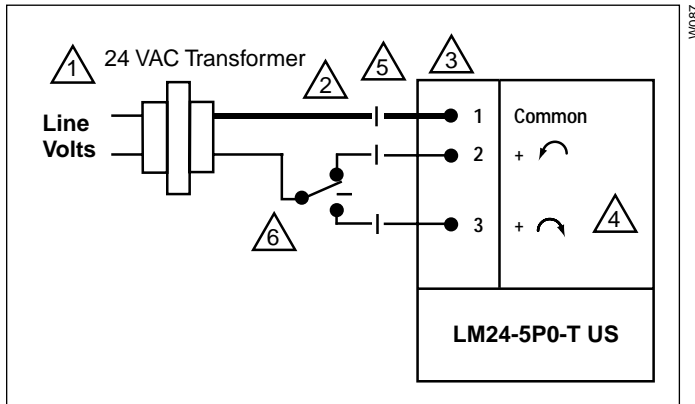 W087
1 24 VAC Transformer
2
5
3
Line
Volts
1 Common
2 +
3 +
4
6
LM24-5P0-T US